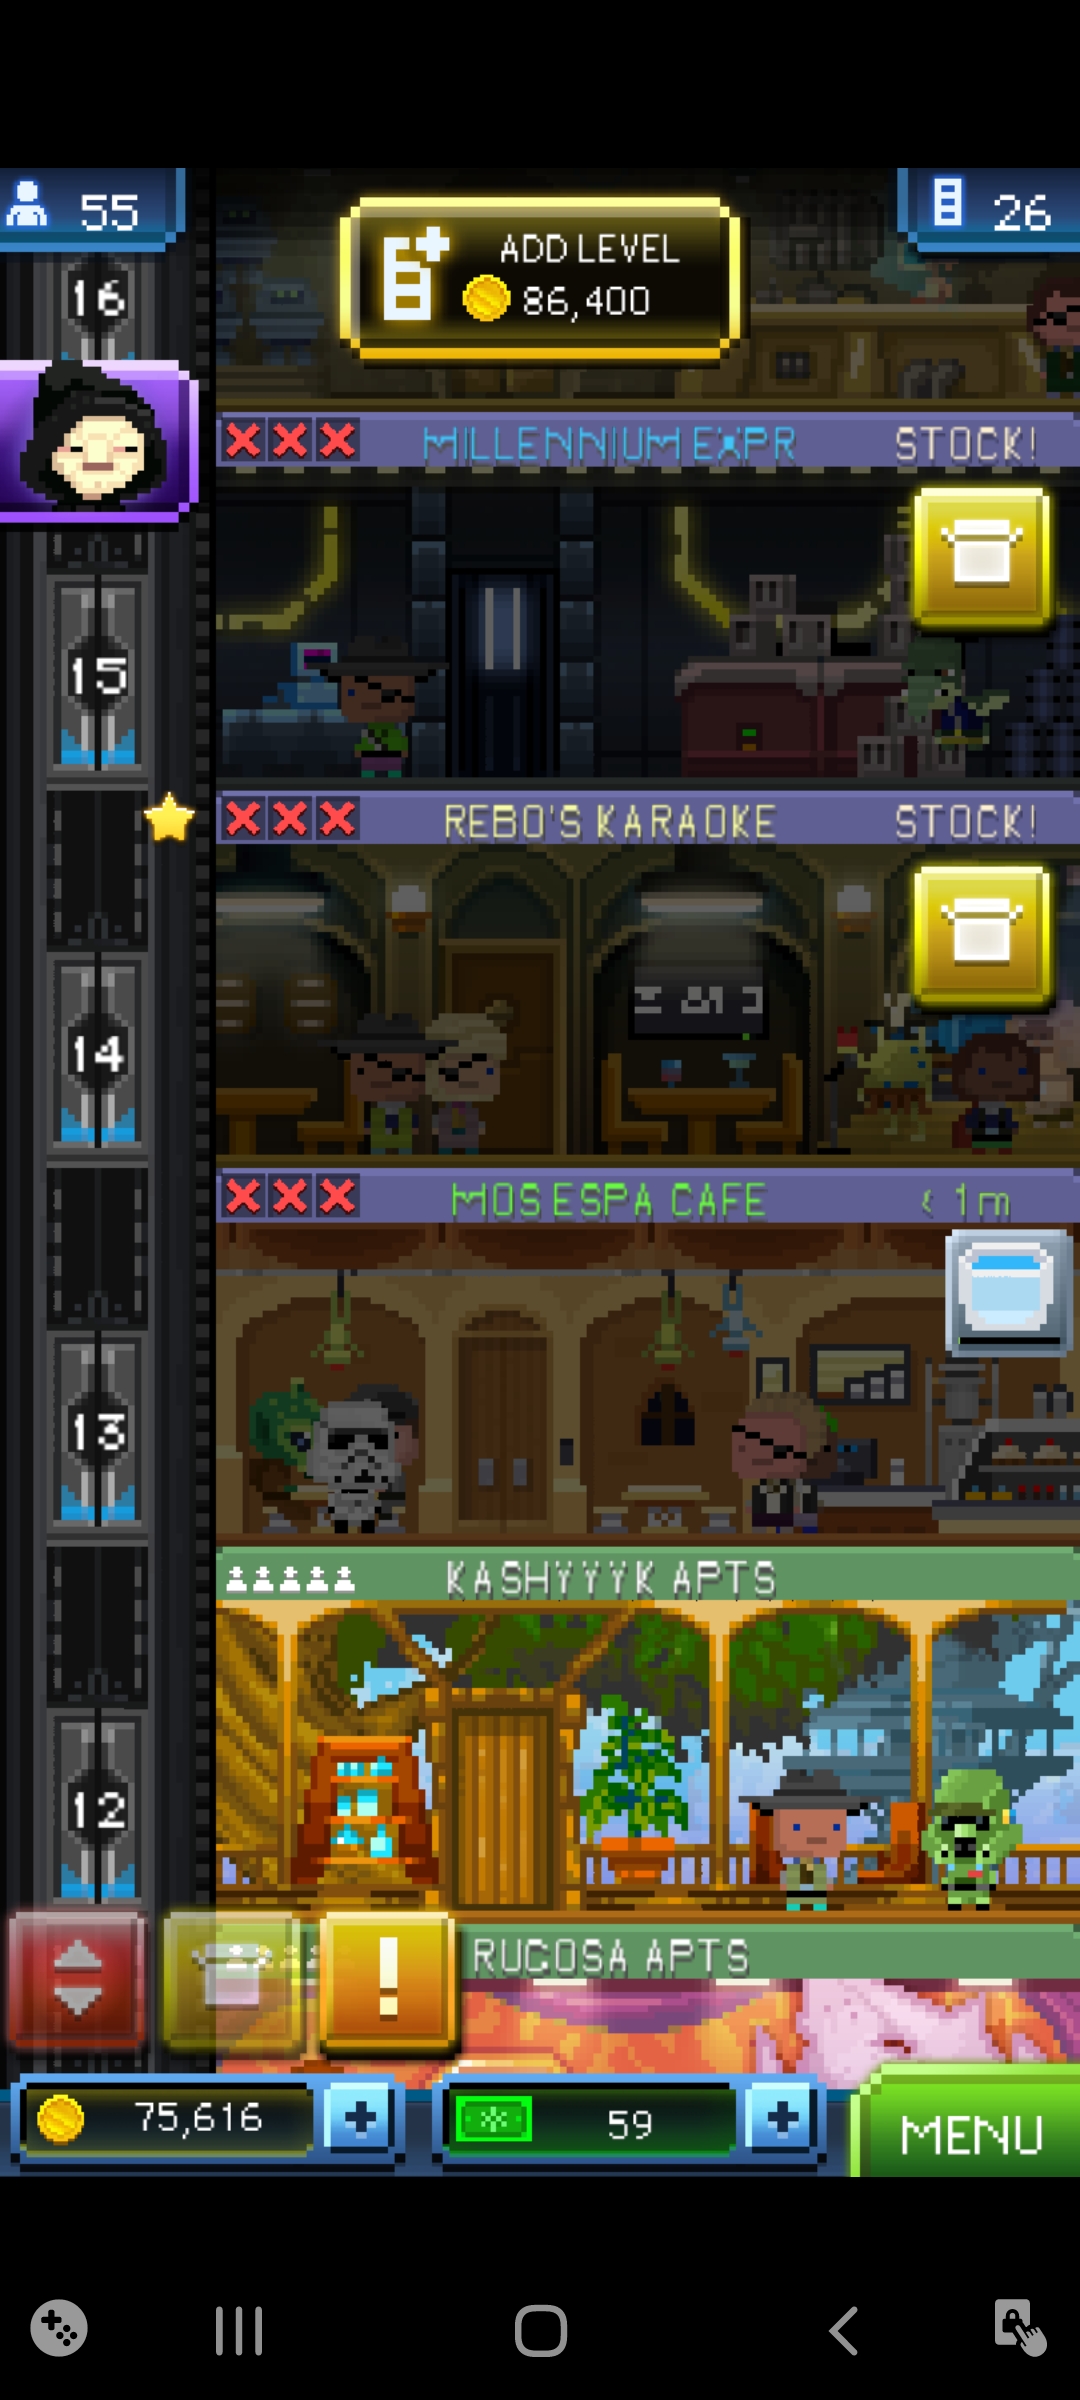 55
ADD LEVEL
86,400
26
16
MILLENNIUM EXPR
STOCK!
15
REBO'S KARAOKE
STOCK!
14
MOS ESPA CAFE
< 1m
13
KASHYYYK APTS
12
!
RUGOSA APTS
75,616
59
MENU